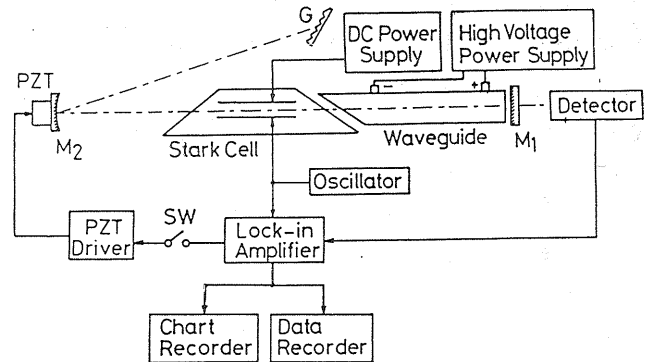 G
DC Power
Supply
High Voltage
Power Supply
PZT
-
+
M2
Stark Cell
Waveguide
M1
Detector
Oscillator
SW
PZT
Driver
Lock-in
Amplifier
Chart
Recorder
Data
Recorder